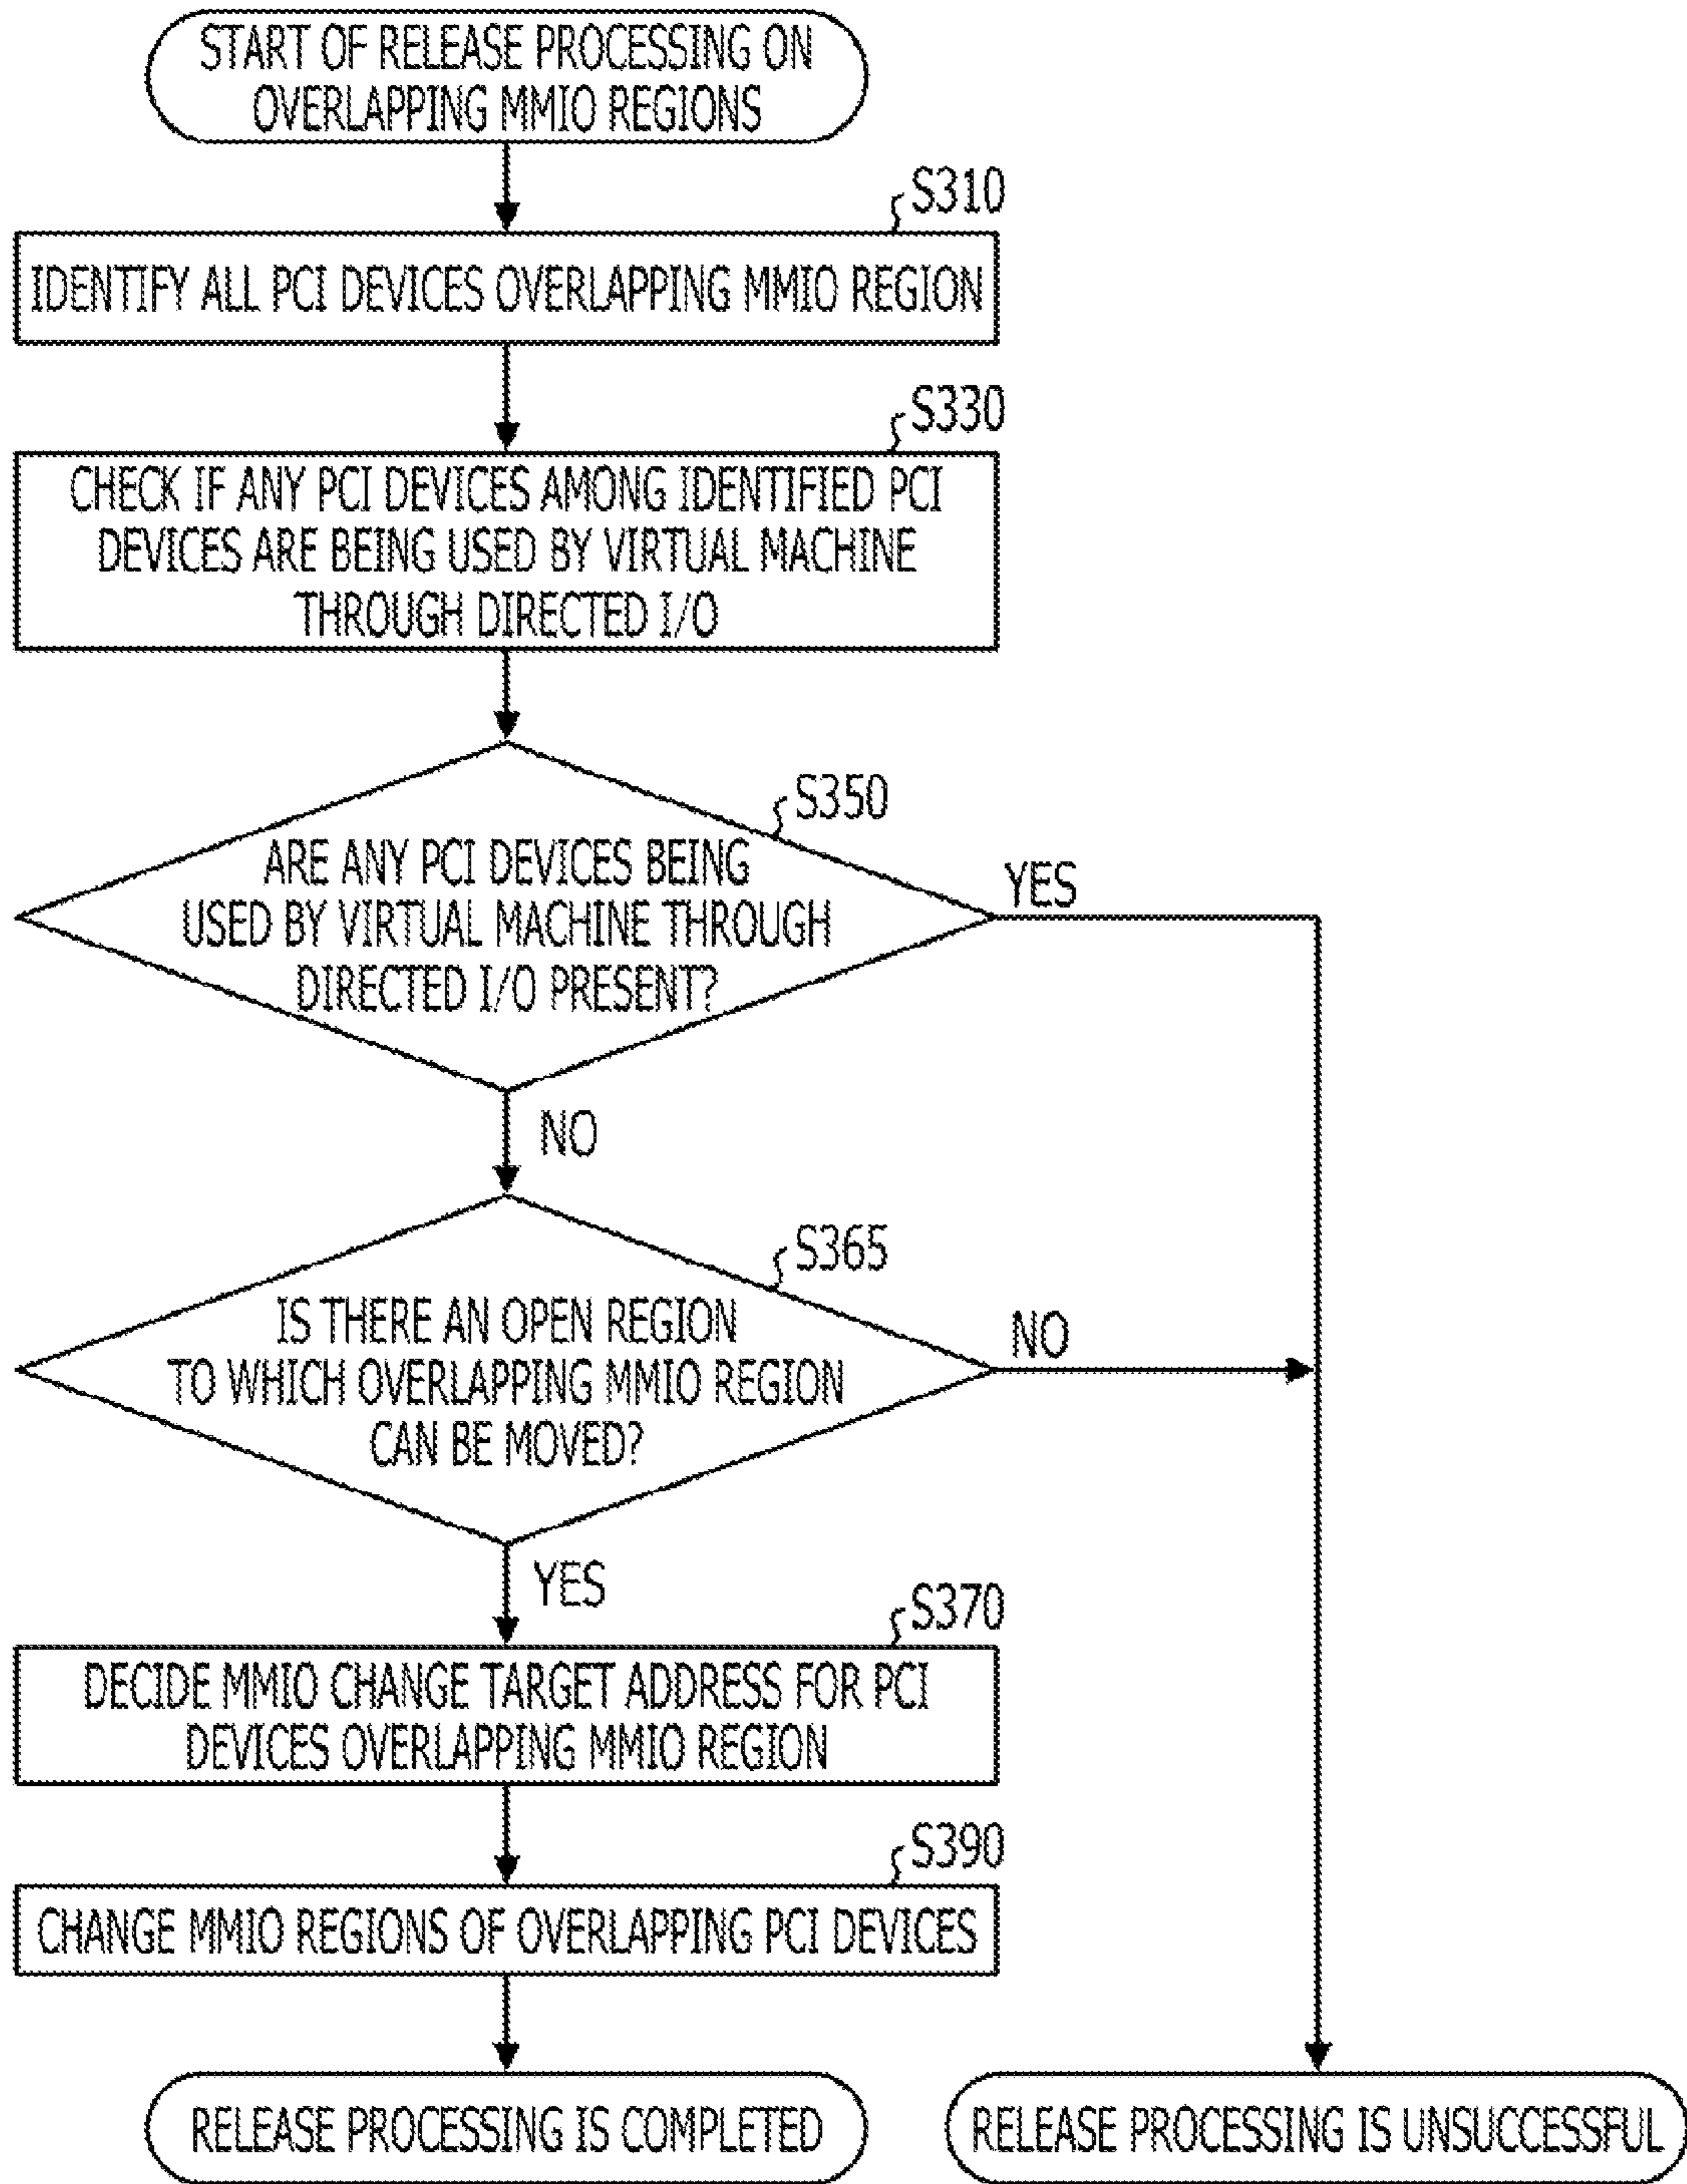 START OF RELEASE PROCESSING ON
OVERLAPPING MMIO REGIONS
S310
IDENTIFY ALL PCI DEVICES OVERLAPPING MMIO REGION
S330
CHECK IF ANY PCI DEVICES AMONG IDENTIFIED PCI
DEVICES ARE BEING USED BY VIRTUAL MACHINE
THROUGH DIRECTED I/O
S350
ARE ANY PCI DEVICES BEING
USED BY VIRTUAL MACHINE THROUGH
DIRECTED I/O PRESENT?
YES
NO
S365
IS THERE AN OPEN REGION
TO WHICH OVERLAPPING MMIO REGION
CAN BE MOVED?
NO
YES
S370
DECIDE MMIO CHANGE TARGET ADDRESS FOR PCI
DEVICES OVERLAPPING MMIO REGION
S390
CHANGE MMIO REGIONS OF OVERLAPPING PCI DEVICES
RELEASE PROCESSING IS COMPLETED
RELEASE PROCESSING IS UNSUCCESSFUL